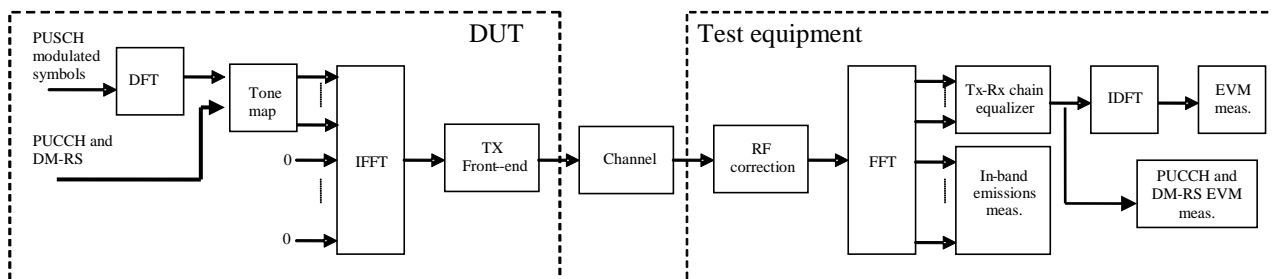 DUT
Test equipment
PUSCH
modulated
symbols
DFT
Tone
map
PUCCH and
DM-RS
0
0
IFFT
TX
Front--end
Channel
RF
correction
FFT
Tx-Rx chain
equalizer
IDFT
EVM
meas.
In-band
emissions
meas.
PUCCH and
DM-RS EVM
meas.